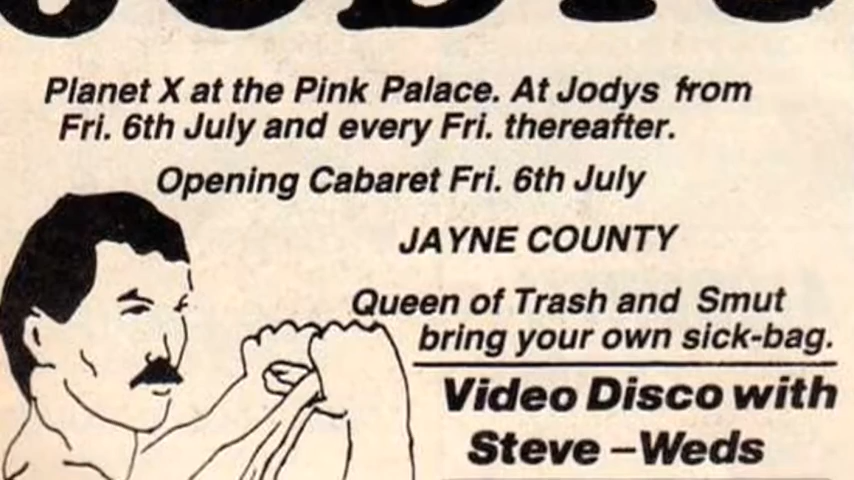 JODYS
Planet X at the Pink Palace. At Jodys from
Fri. 6th July and every Fri. thereafter.
Opening Cabaret Fri. 6th July
JAYNE COUNTY
Queen of Trash and Smut
bring your own sick-bag.
Video Disco with
Steve – Weds